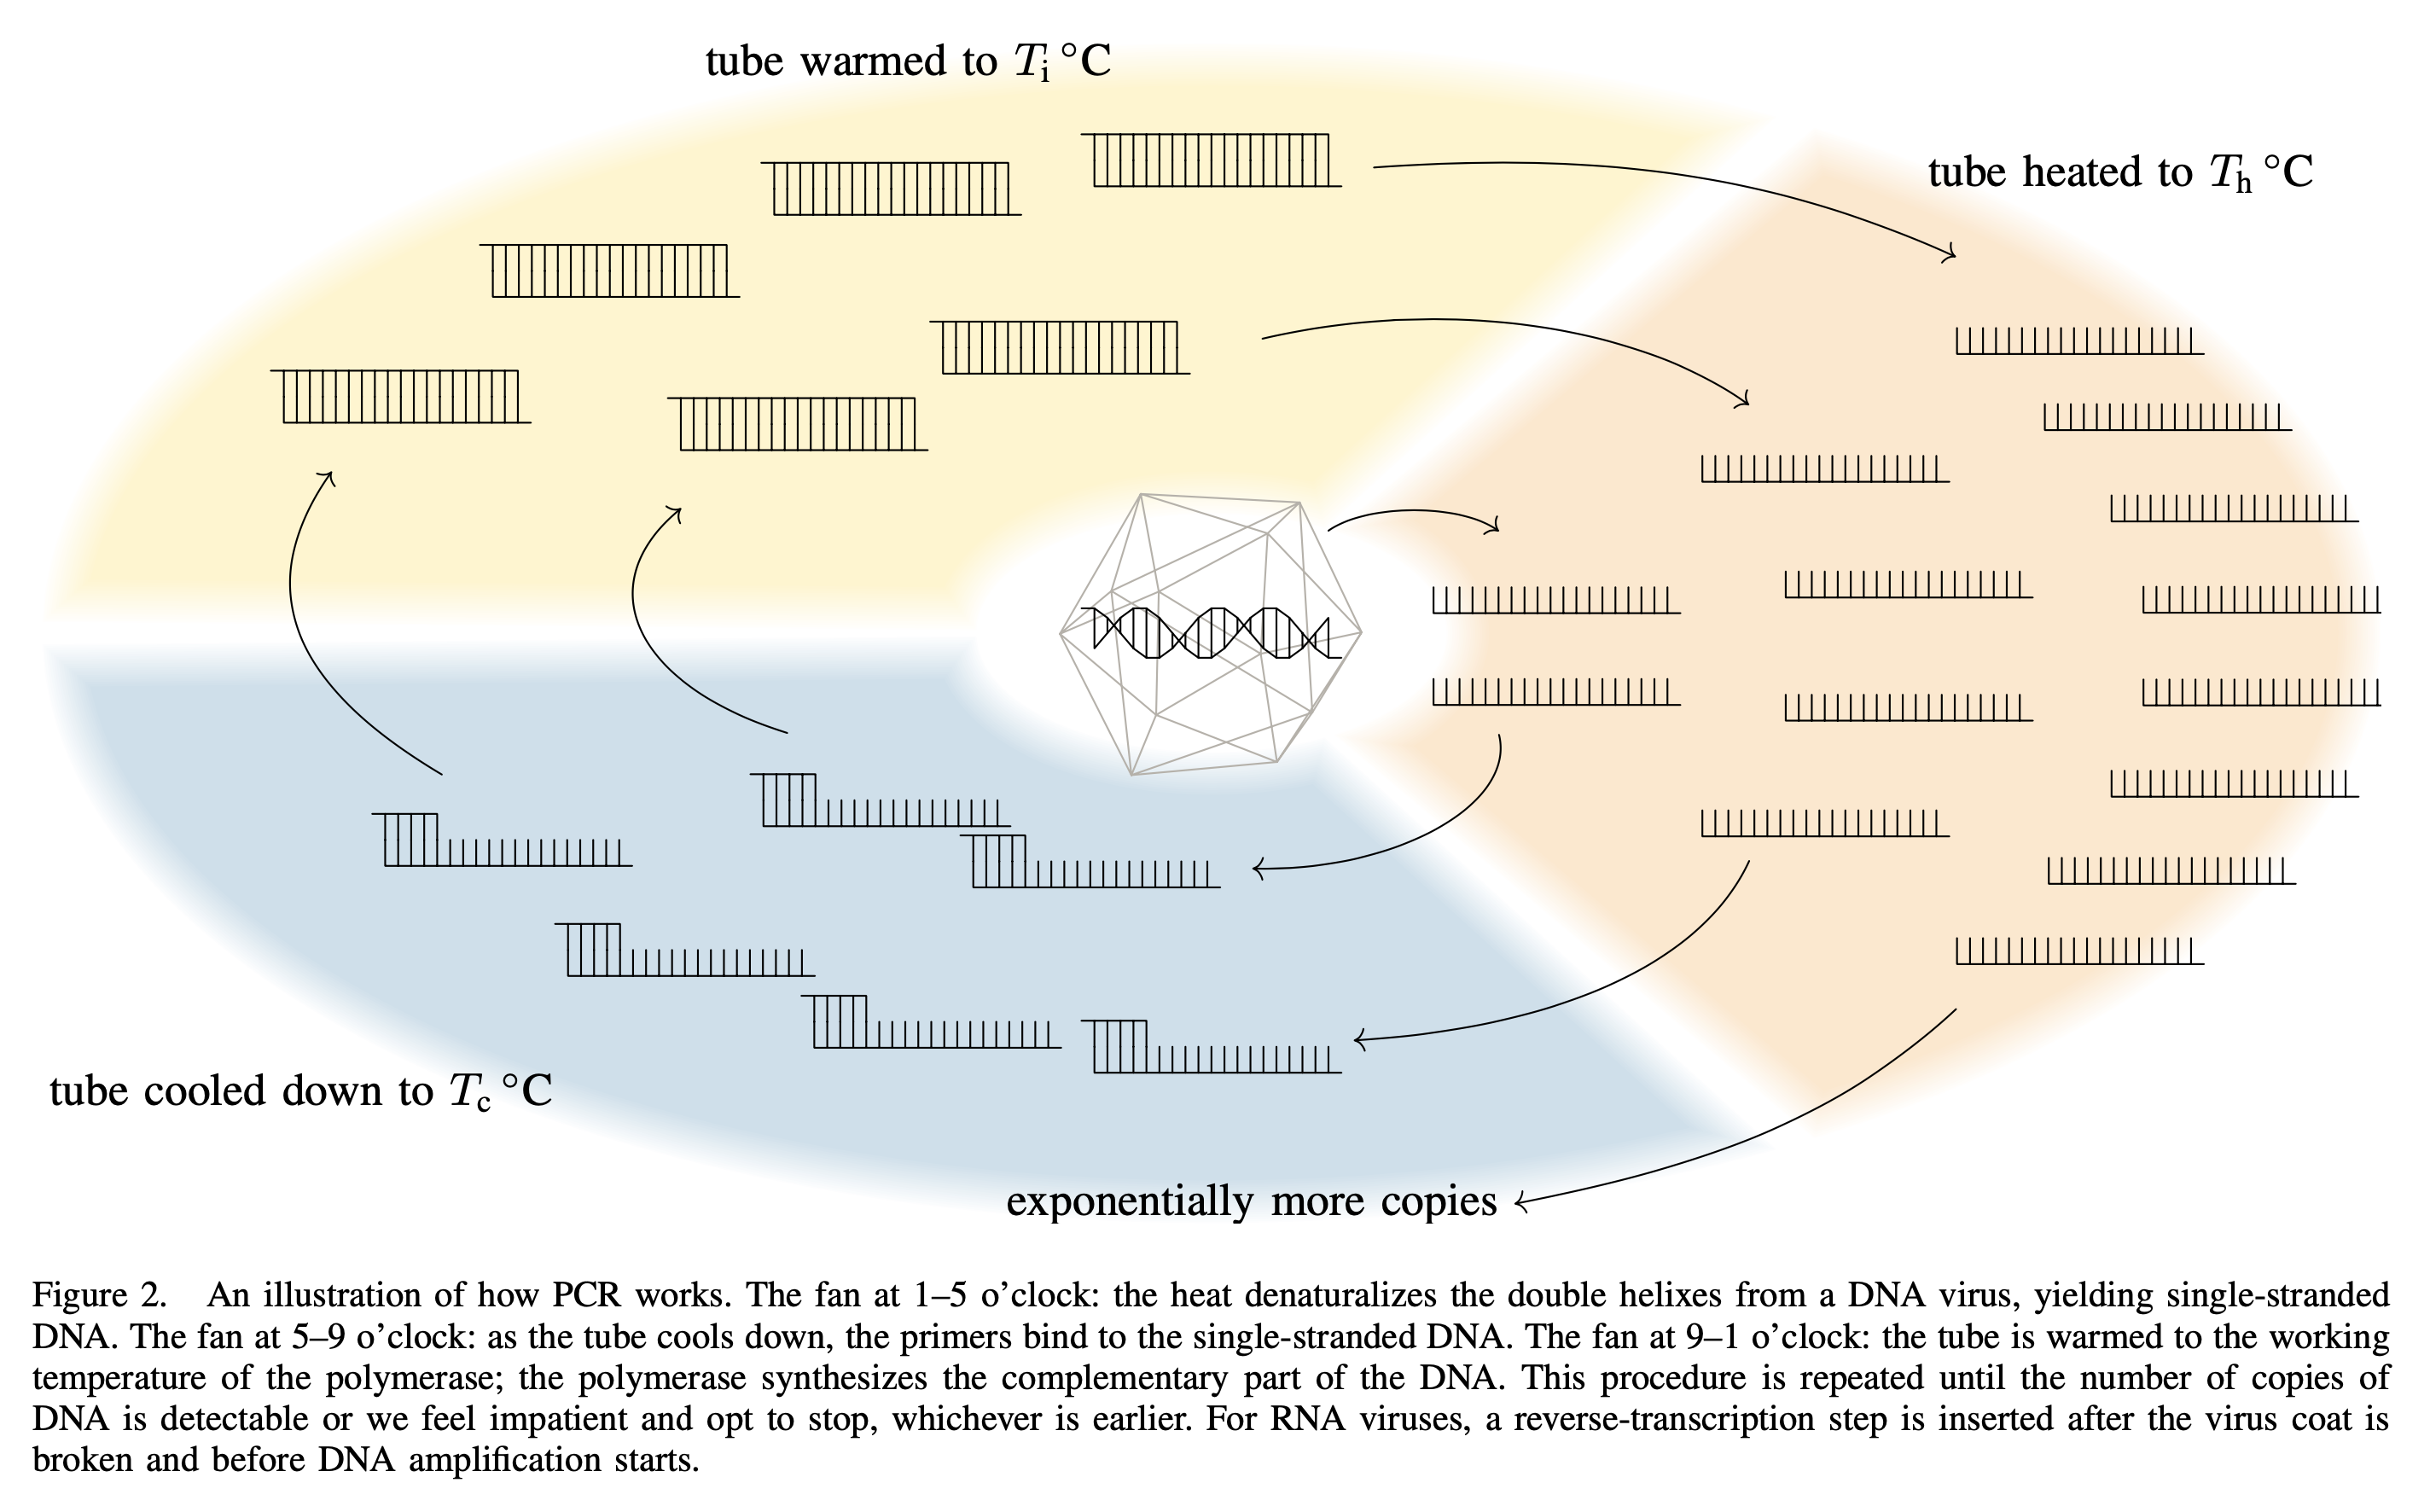 tube warmed to Ti °C
tube heated to Th °C
tube cooled down to Tc °C
exponentially more copies
Figure 2. An illustration of how PCR works. The fan at 1–5 o’clock: the heat denaturalizes the double helixes from a DNA virus, yielding single-stranded
DNA. The fan at 5–9 o’clock: as the tube cools down, the primers bind to the single-stranded DNA. The fan at 9–1 o’clock: the tube is warmed to the working
temperature of the polymerase; the polymerase synthesizes the complementary part of the DNA. This procedure is repeated until the number of copies of
DNA is detectable or we feel impatient and opt to stop, whichever is earlier. For RNA viruses, a reverse-transcription step is inserted after the virus coat is
broken and before DNA amplification starts.